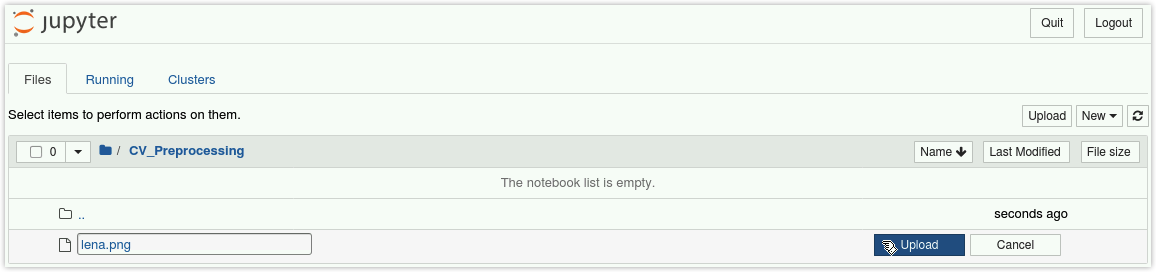 jupyter Quit Logout
Files Running Clusters
Select items to perform actions on them. Upload New
0 / CV_Preprocessing Name Last Modified File size
The notebook list is empty.
.. seconds ago
lena.png Upload Cancel